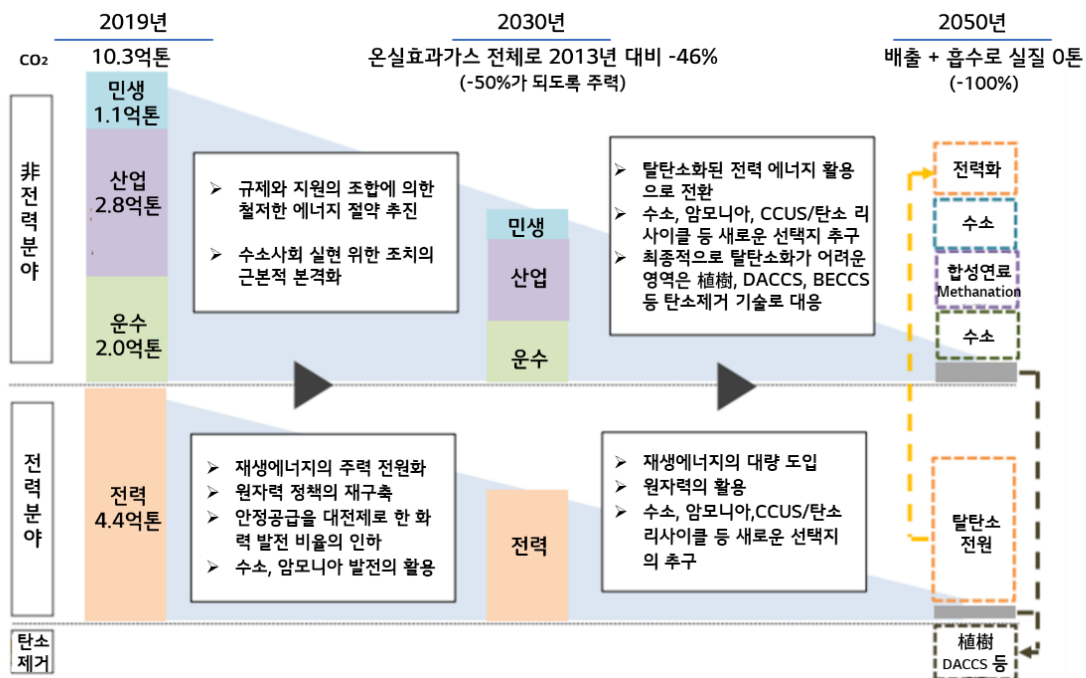 2019년
2030년
2050년
CO₂
10.3억톤
온실효과가스 전체로 2013년 대비 -46%
(-50%가 되도록 주력)
배출 + 흡수로 실질 0톤
(-100%)
非전력분야
민생
1.1억톤
산업
2.8억톤
운수
2.0억톤
➢ 규제와 지원의 조합에 의한
철저한 에너지 절약 추진
➢ 수소사회 실현 위한 조치의
근본적 본격화
민생
산업
운수
➢ 탈탄소화된 전력 에너지 활용
으로 전환
➢ 수소, 암모니아, CCUS/탄소 리
사이클 등 새로운 선택지 추구
➢ 최종적으로 탈탄소화가 어려운
영역은 植樹, DACCS, BECCS
등 탄소제거 기술로 대응
전력화
수소
합성연료
Methanation
수소
전력분야
전력
4.4억톤
➢ 재생에너지의 주력 전원화
➢ 원자력 정책의 재구축
➢ 안정공급을 대전제로 한 화
력 발전 비율의 인하
➢ 수소, 암모니아 발전의 활용
전력
➢ 재생에너지의 대량 도입
➢ 원자력의 활용
➢ 수소, 암모니아,CCUS/탄소
리사이클 등 새로운 선택지
의 추구
탈탄소
전원
탄소
제거
植樹
DACCS 등